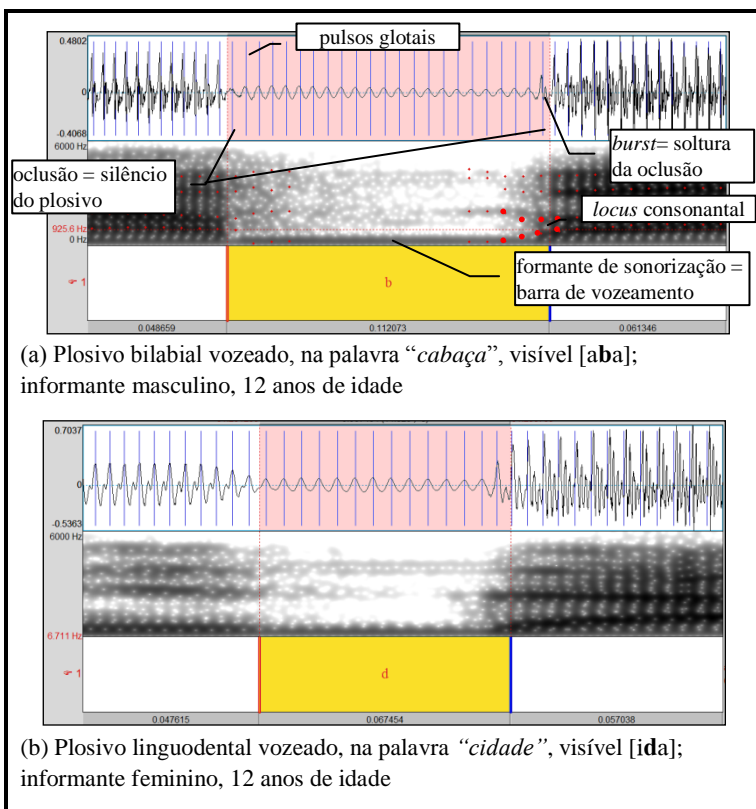 pulsos glotais
0.4802
0
-0.4068
6000 Hz
burst= soltura
da oclusão
oclusão = silêncio
do plosivo
locus consonantal
925.6 Hz
0 Hz
formante de sonorização =
barra de vozeamento
1
b
0.048659 0.112073 0.061346
(a) Plosivo bilabial vozeado, na palavra “cabaça”, visível [aba];
informante masculino, 12 anos de idade
0.7037
0
-0.5363
6000 Hz
6.711 Hz
1
d
0.047615 0.067454 0.057038
(b) Plosivo linguodental vozeado, na palavra “cidade”, visível [ida];
informante feminino, 12 anos de idade